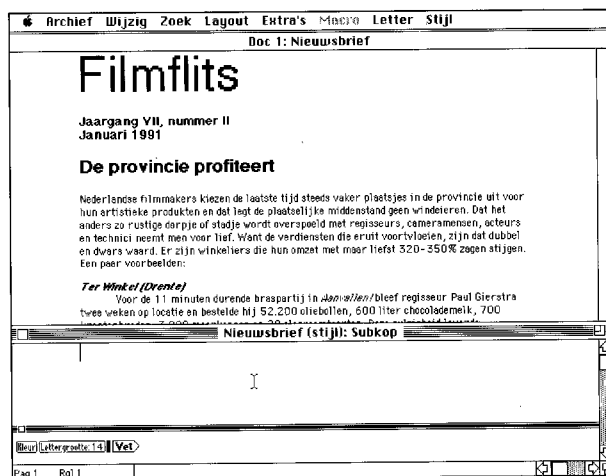 Archief Wijzig Zoek Layout Extra's Macro Letter Stijl
Doc 1: Nieuwsbrief
Filmflits
Jaargang VII, nummer II
Januari 1991
De provincie profiteert
Nederlandse filmmakers kiezen de laatste tijd steeds vaker plaatsjes in de provincie uit voor
hun artistieke produkten en dat legt de plaatselijke middenstand geen windeieren. Dat het
anders zo rustige dorpje of stadje wordt overspoeld met regisseurs, cameramensen, acteurs
en technici neemt men voor lief. Want de verdiensten die eruit voortvloeien, zijn dat dubbel
en dwars waard. Er zijn winkeliers die hun omzet met maar liefst 320-350% zagen stijgen.
Een paar voorbeelden:
Ter Winkel (Drente)
Voor de 11 minuten durende braspartij in Aanvallen! bleef regisseur Paul Gierstra
twee weken op locatie en bestelde hij 52.200 oliebollen, 600 liter chocolademelk, 700
Nieuwsbrief (stijl): Subkop
Kleur Lettergrootte: 14 Vet
Pag 1 Rgl 1